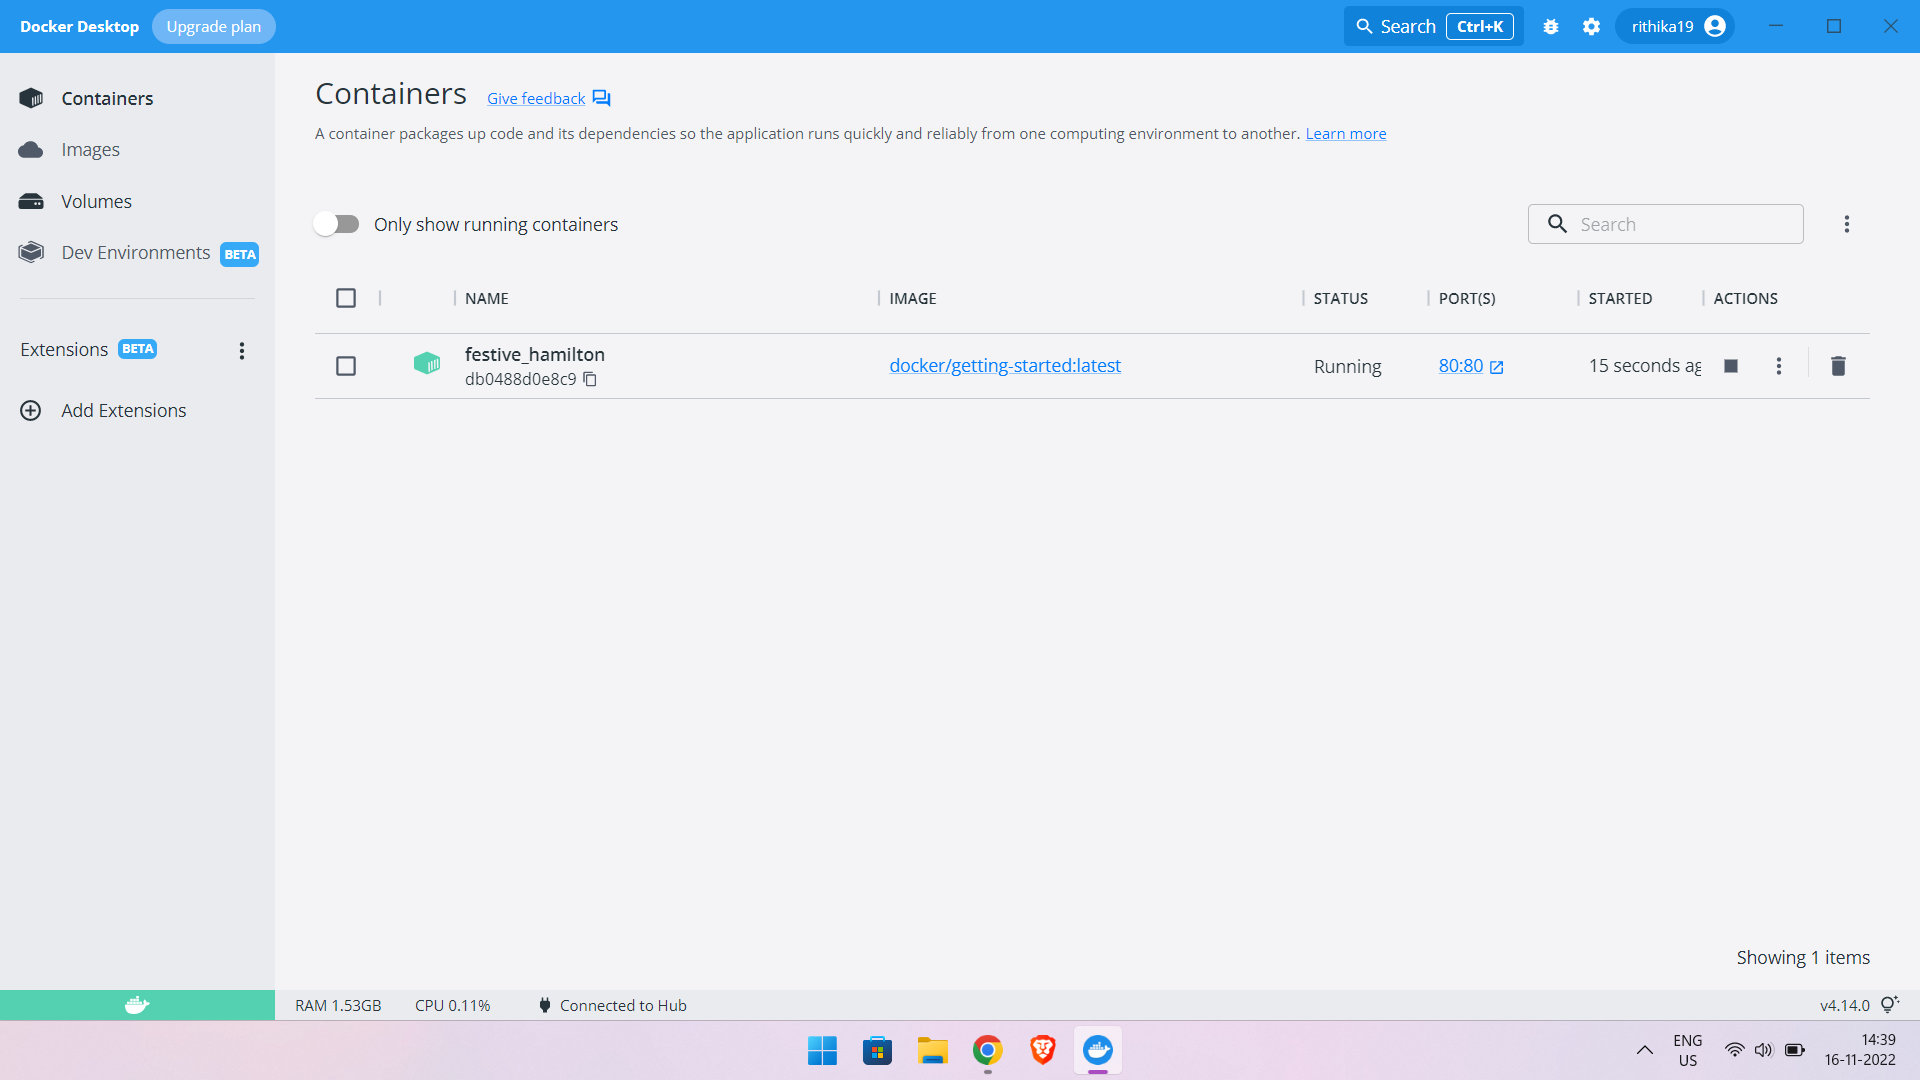 Docker Desktop Upgrade plan Search Ctrl+K rithika19
Containers
Images
Volumes
Dev Environments BETA
Extensions BETA
Add Extensions
Containers Give feedback
A container packages up code and its dependencies so the application runs quickly and reliably from one computing environment to another. Learn more
Only show running containers Search
NAME IMAGE STATUS PORT(S) STARTED ACTIONS
festive_hamilton
db0488d0e8c9
docker/getting-started:latest Running 80:80 15 seconds ag
Showing 1 items
RAM 1.53GB CPU 0.11% Connected to Hub v4.14.0
ENG
US
14:39
16-11-2022